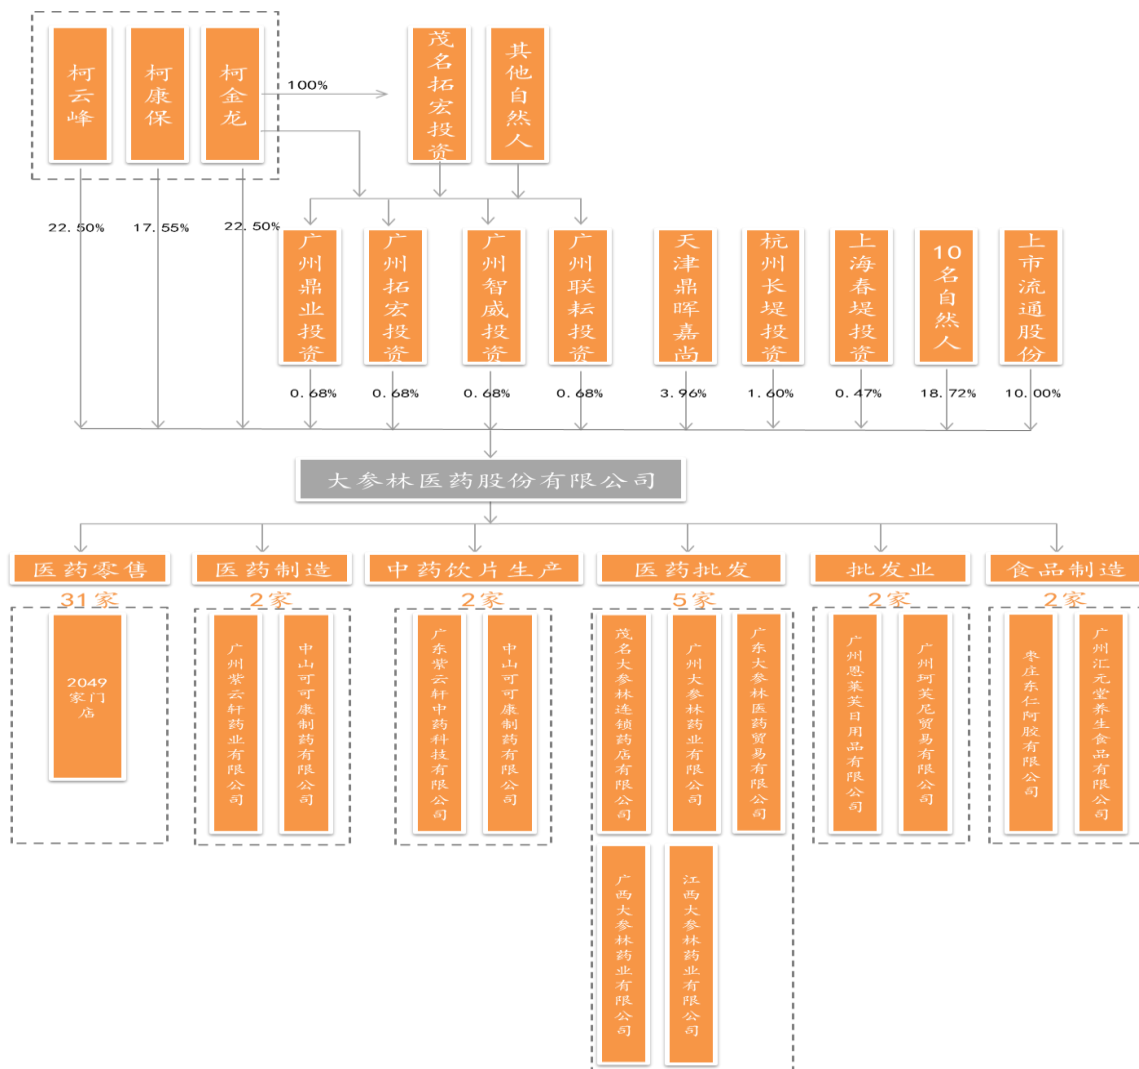 柯云峰
柯康保
柯金龙
100%
茂名拓宏投资
其他自然人
22.50%
17.55%
22.50%
广州鼎业投资
广州拓宏投资
广州智威投资
广州联耘投资
天津鼎晖嘉尚
杭州长堤投资
上海春堤投资
10名自然人
上市流通股份
0.68%
0.68%
0.68%
0.68%
3.96%
1.60%
0.47%
18.72%
10.00%
大参林医药股份有限公司
医药零售
医药制造
中药饮片生产
医药批发
批发业
食品制造
31家
2家
2家
5家
2家
2家
2049
家门
店
广州紫云轩药业有限公司
中山可可康制药有限公司
广东紫云轩中药科技有限公司
中山可可康制药有限公司
茂名大参林连锁药店有限公司
广州大参林药业有限公司
广东大参林医药贸易有限公司
广州恩莱芙日用品有限公司
广州珂芙尼贸易有限公司
枣庄东仁阿胶有限公司
广州汇元堂养生食品有限公司
广西大参林药业有限公司
江西大参林药业有限公司